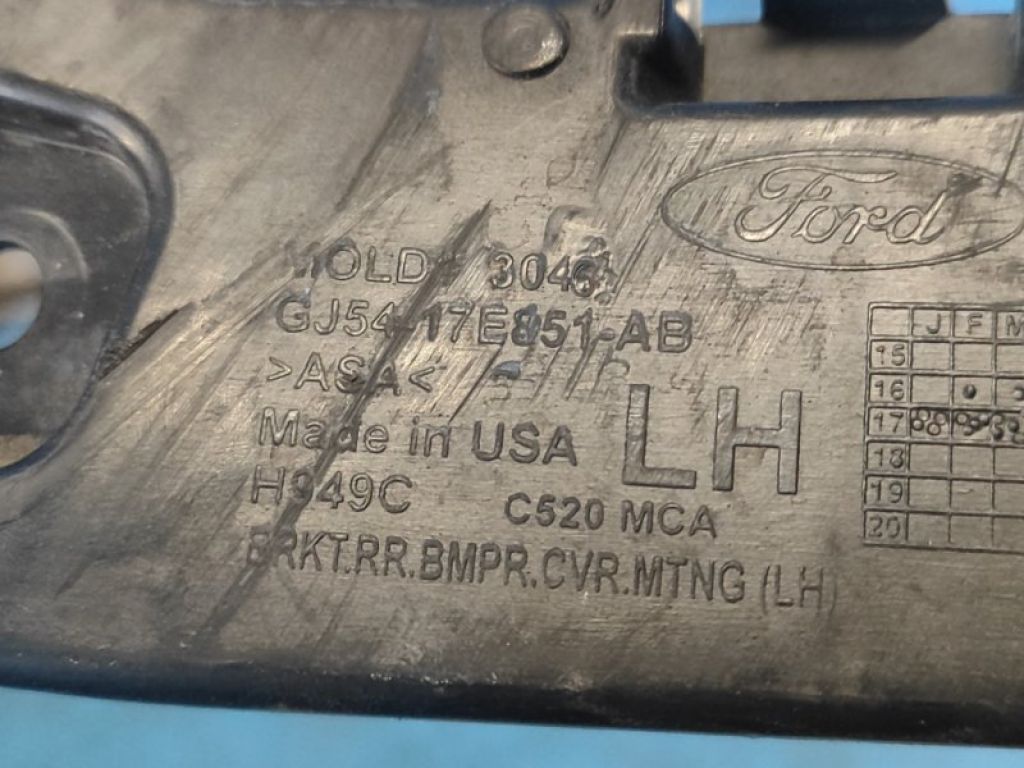 Ford
MOLD 3046
GJ54-17E851-AB
>ASA<
Made in USA
LH
H949C
C520 MCA
BRKT.RR.BMPR.CVR.MTNG (LH)
J F M
15
16
17
18
19
20